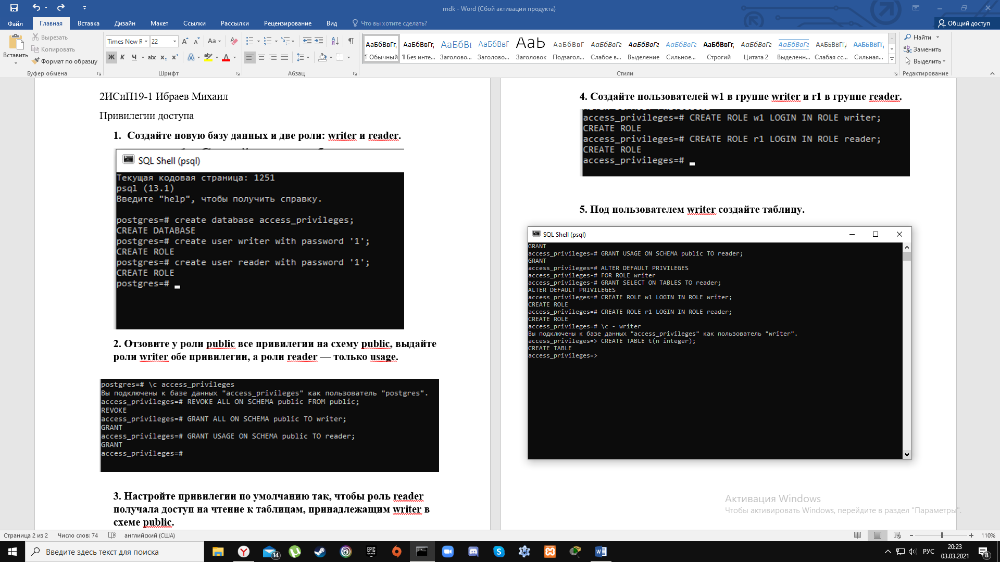 mdk - Word (Сбой активации продукта)
Файл Главная Вставка Дизайн Макет Ссылки Рассылки Рецензирование Вид Что вы хотите сделать? Общий доступ
Вставить
Вырезать
Копировать
Формат по образцу
Буфер обмена
Times New R 22
Шрифт
Абзац
АаБбВвГг, АаБбВвГг, АаБбВı АаБбВвГ АаЬ АаБбВвГ АаБбВвГг АаБбВвГг АаБбВвГг АаБбВвГг, АаБбВвГг АаБбВвГг АаБбВвГг, АаБбВвГг,
¶ Обычный ¶ Без инте... Заголово... Заголово... Заголовок Подзагол... Слабое в... Выделение Сильное... Строгий Цитата 2 Выделенн... Слабая сс... Сильная...
Стили
Найти
Заменить
Выделить
Редактирование
2ИСиП19-1 Ибраев Михаил
Привилегии доступа
1. Создайте новую базу данных и две роли: writer и reader.
SQL Shell (psql)
Текущая кодовая страница: 1251
psql (13.1)
Введите "help", чтобы получить справку.
postgres=# create database access_privileges;
CREATE DATABASE
postgres=# create user writer with password '1';
CREATE ROLE
postgres=# create user reader with password '1';
CREATE ROLE
postgres=#
2. Отзовите у роли public все привилегии на схему public, выдайте
роли writer обе привилегии, а роли reader — только usage.
postgres=# \c access_privileges
Вы подключены к базе данных "access_privileges" как пользователь "postgres".
access_privileges=# REVOKE ALL ON SCHEMA public FROM public;
REVOKE
access_privileges=# GRANT ALL ON SCHEMA public TO writer;
GRANT
access_privileges=# GRANT USAGE ON SCHEMA public TO reader;
GRANT
access_privileges=#
3. Настройте привилегии по умолчанию так, чтобы роль reader
получала доступ на чтение к таблицам, принадлежащим writer в
схеме public.
4. Создайте пользователей w1 в группе writer и r1 в группе reader.
access_privileges=# CREATE ROLE w1 LOGIN IN ROLE writer;
CREATE ROLE
access_privileges=# CREATE ROLE r1 LOGIN IN ROLE reader;
CREATE ROLE
access_privileges=#
5. Под пользователем writer создайте таблицу.
SQL Shell (psql)
GRANT
access_privileges=# GRANT USAGE ON SCHEMA public TO reader;
GRANT
access_privileges=# ALTER DEFAULT PRIVILEGES
access_privileges-# FOR ROLE writer
access_privileges-# GRANT SELECT ON TABLES TO reader;
ALTER DEFAULT PRIVILEGES
access_privileges=# CREATE ROLE w1 LOGIN IN ROLE writer;
CREATE ROLE
access_privileges=# CREATE ROLE r1 LOGIN IN ROLE reader;
CREATE ROLE
access_privileges=# \c - writer
Вы подключены к базе данных "access_privileges" как пользователь "writer".
access_privileges=> CREATE TABLE t(n integer);
CREATE TABLE
access_privileges=>
Активация Windows
Чтобы активировать Windows, перейдите в раздел "Параметры".
Страница 2 из 2 Число слов: 74 английский (США) 110%
Введите здесь текст для поиска
14
EPIC GAMES
РУС
20:23
03.03.2021
8